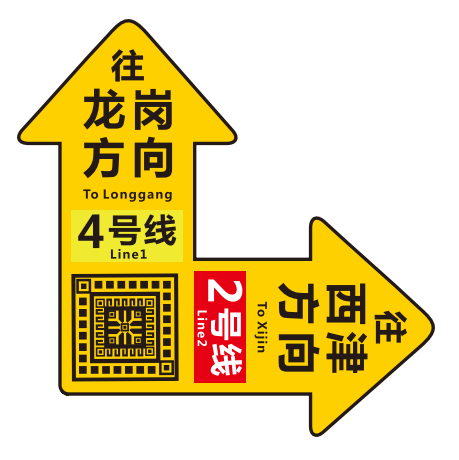 往
龙岗
方向
To Longgang
4号线
Line1
往
西津
方向
To Xijin
2号线
Line2